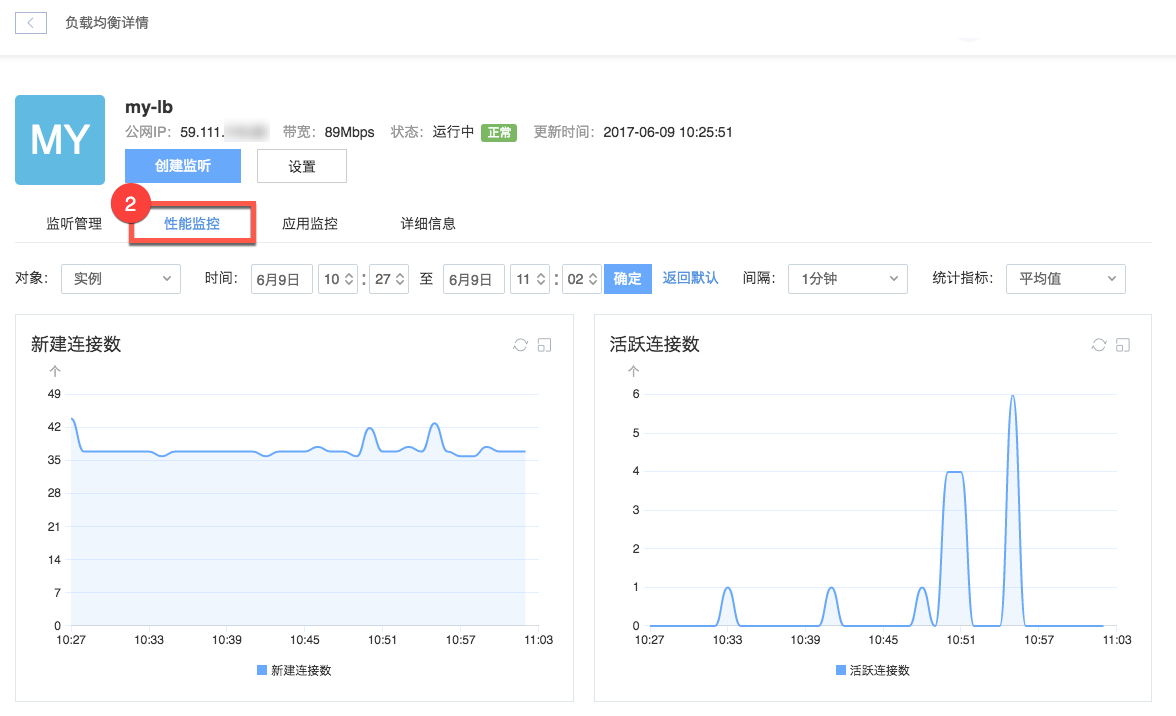 负载均衡详情
MY
my-lb
公网IP： 59.111. 带宽： 89Mbps 状态： 运行中 正常 更新时间： 2017-06-09 10:25:51
创建监听 设置
2
监听管理 性能监控 应用监控 详细信息
对象： 实例 时间： 6月9日 10 : 27 至 6月9日 11 : 02 确定 返回默认 间隔： 1分钟 统计指标： 平均值
新建连接数
个
49
42
35
28
21
14
7
0
10:27 10:33 10:39 10:45 10:51 10:57 11:03
新建连接数
活跃连接数
个
6
5
4
3
2
1
0
10:27 10:33 10:39 10:45 10:51 10:57 11:03
活跃连接数